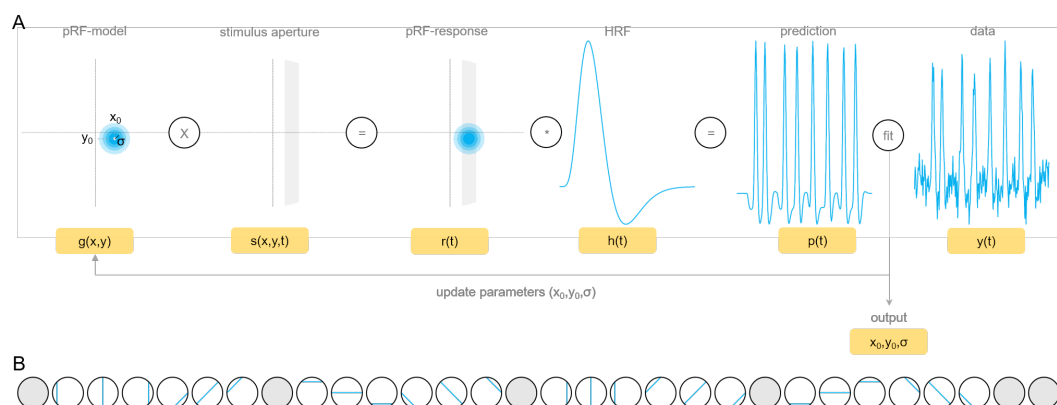 A
pRF-model
stimulus aperture
pRF-response
HRF
prediction
data
x₀
y₀
σ
X
=
*
=
fit
g(x,y)
s(x,y,t)
r(t)
h(t)
p(t)
y(t)
update parameters (x₀,y₀,σ)
output
x₀,y₀,σ
B